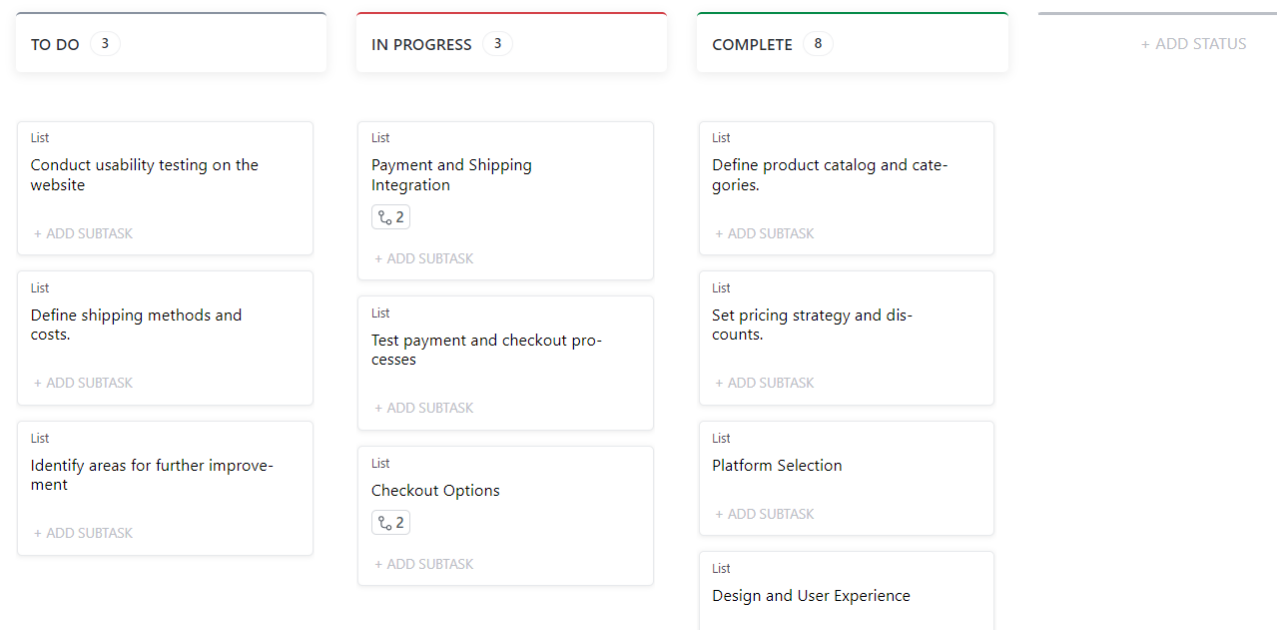 TO DO 3
List
Conduct usability testing on the
website
+ ADD SUBTASK
List
Define shipping methods and
costs.
+ ADD SUBTASK
List
Identify areas for further improve-
ment
+ ADD SUBTASK
IN PROGRESS 3
List
Payment and Shipping
Integration
2
+ ADD SUBTASK
List
Test payment and checkout pro-
cesses
+ ADD SUBTASK
List
Checkout Options
2
+ ADD SUBTASK
COMPLETE 8
List
Define product catalog and cate-
gories.
+ ADD SUBTASK
List
Set pricing strategy and dis-
counts.
+ ADD SUBTASK
List
Platform Selection
+ ADD SUBTASK
List
Design and User Experience
+ ADD STATUS